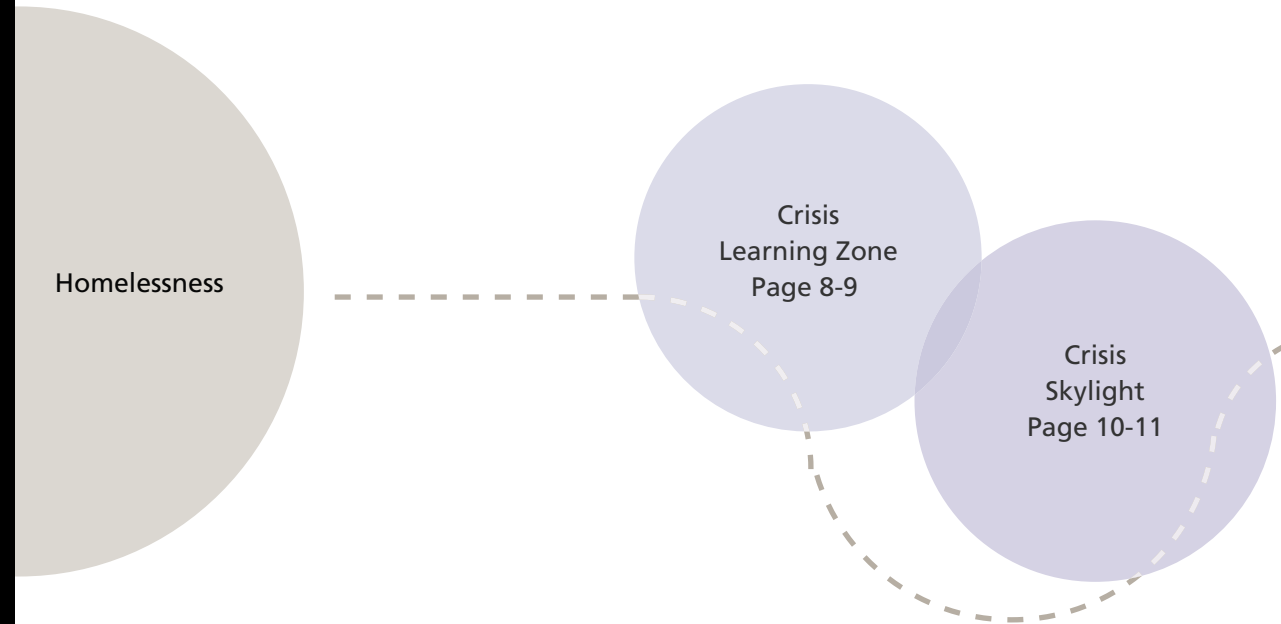 Homelessness
Crisis
Learning Zone
Page 8-9
Crisis
Skylight
Page 10-11